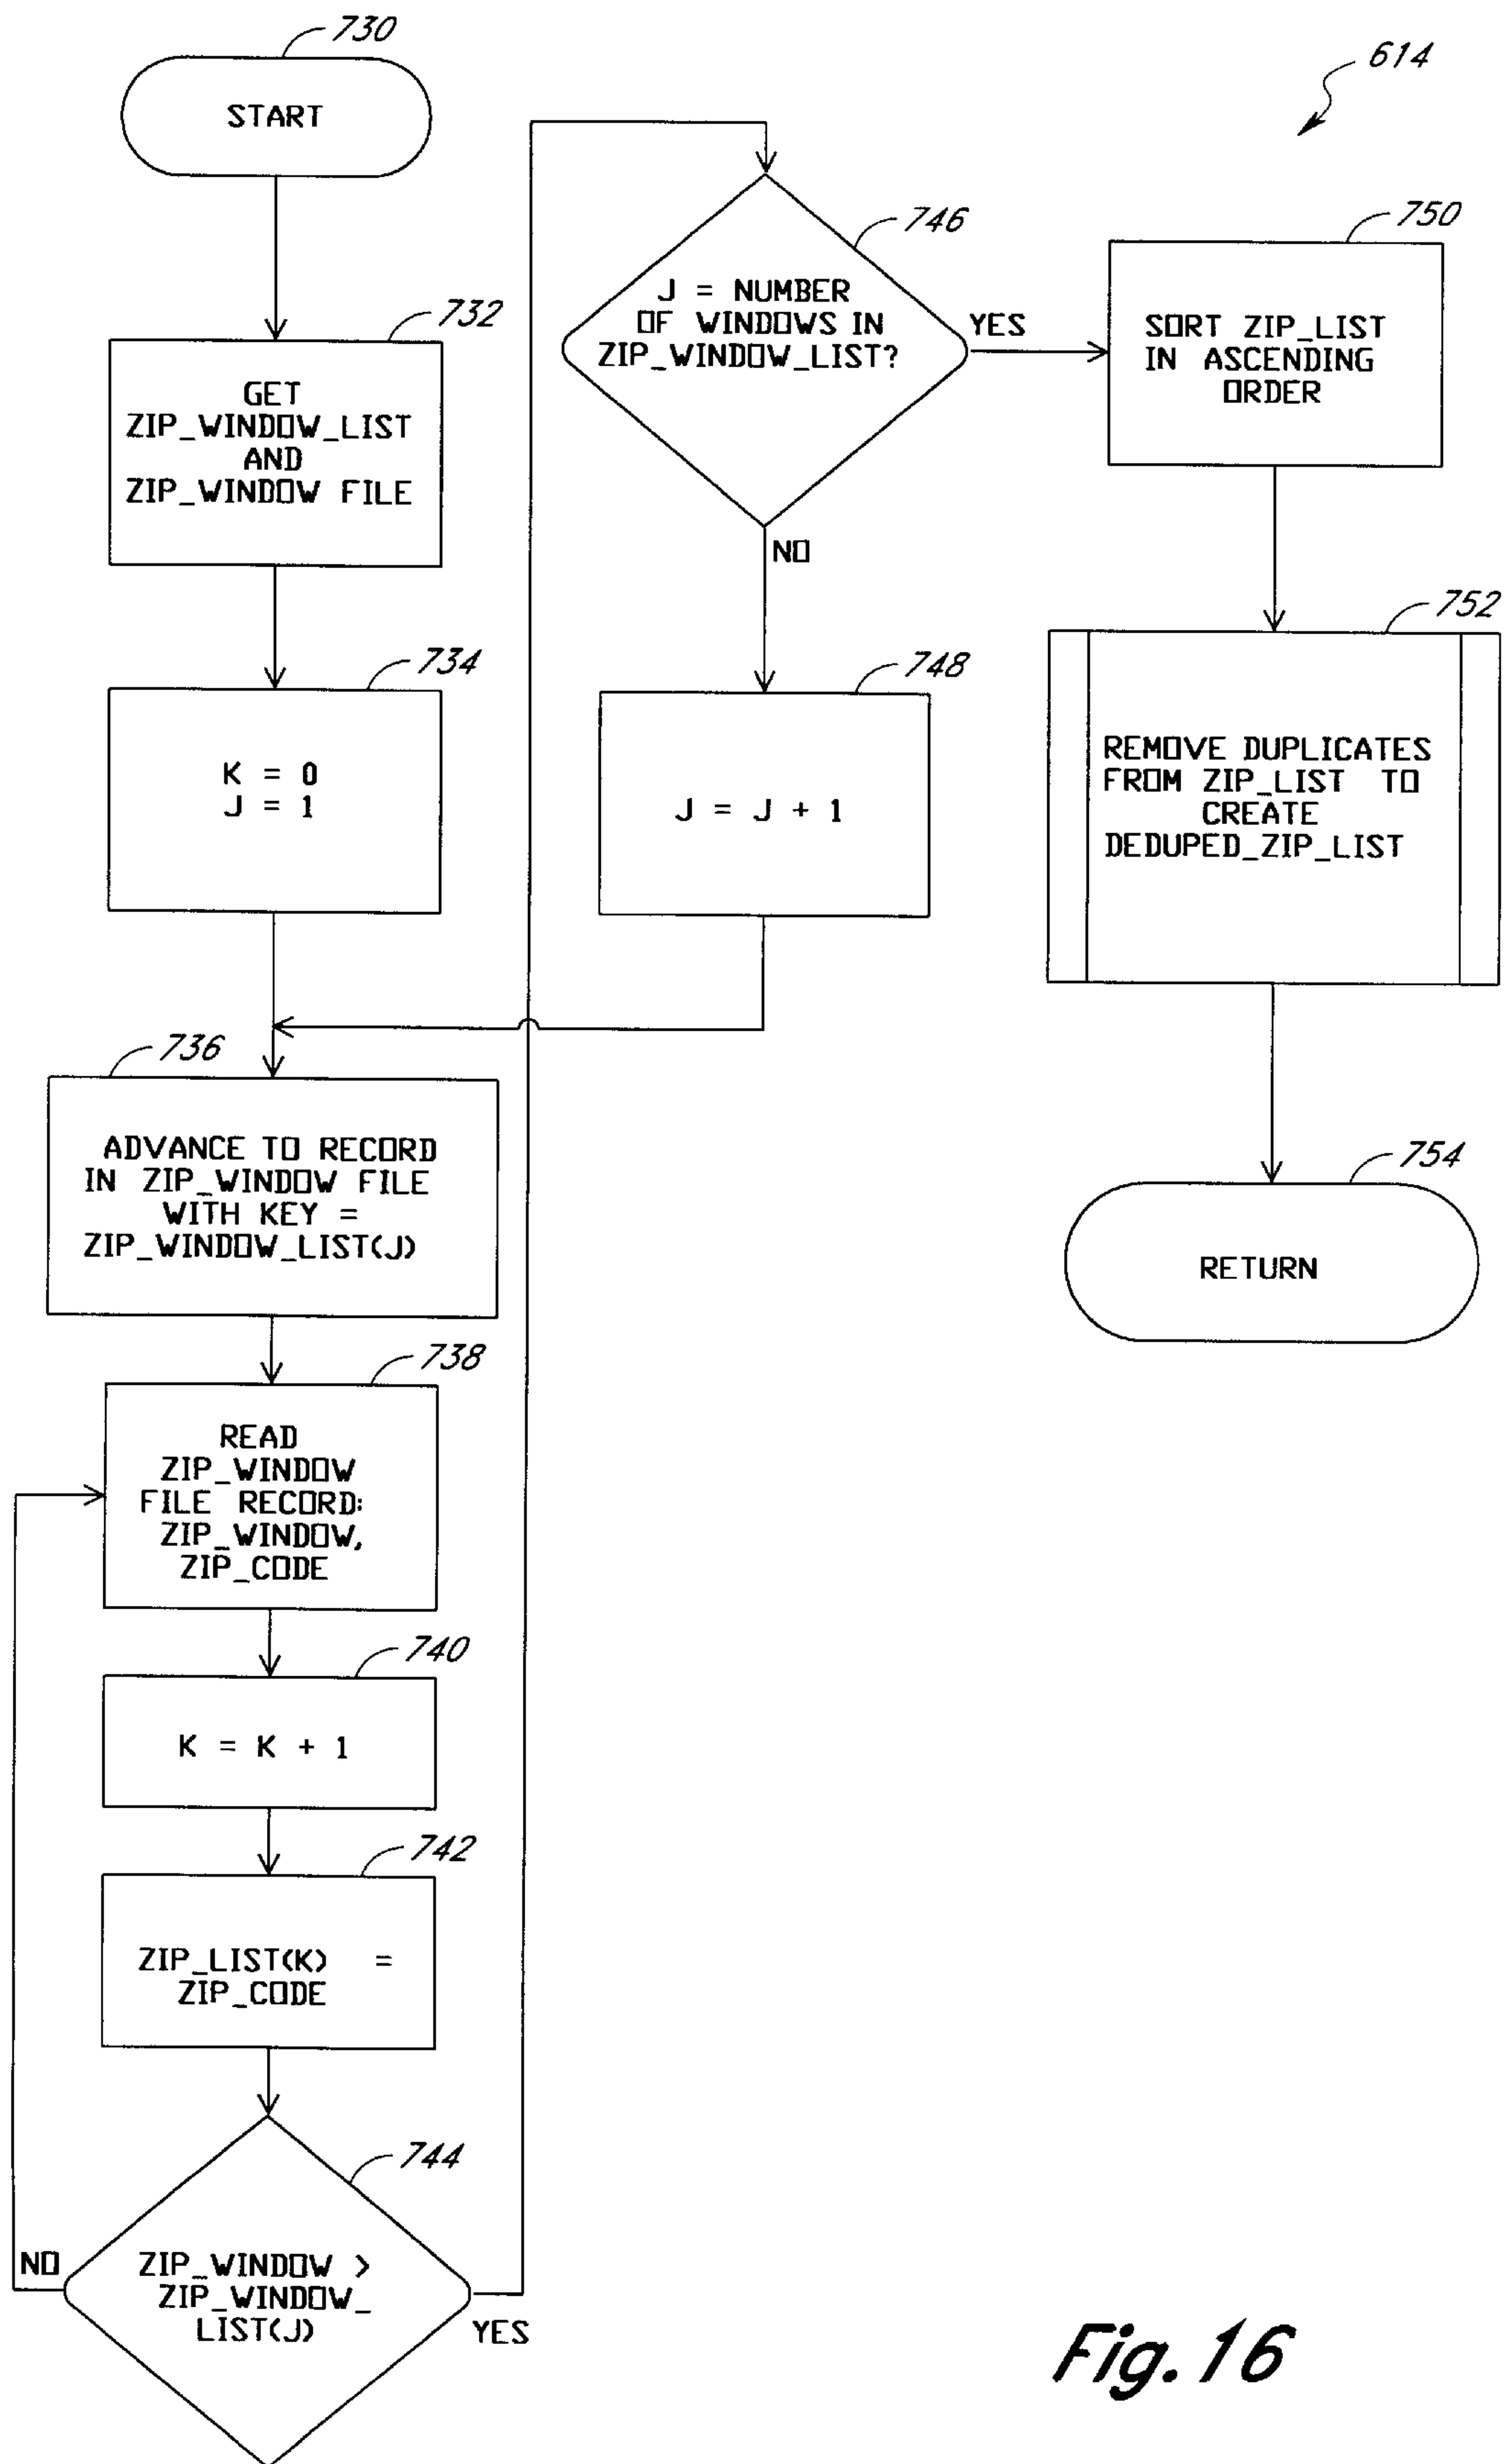 730
START
732
GET
ZIP_WINDOW_LIST
AND
ZIP_WINDOW FILE
734
K = 0
J = 1
736
ADVANCE TO RECORD
IN ZIP_WINDOW FILE
WITH KEY =
ZIP_WINDOW_LIST(J)
738
READ
ZIP_WINDOW
FILE RECORD:
ZIP_WINDOW,
ZIP_CODE
740
K = K + 1
742
ZIP_LIST(K) =
ZIP_CODE
744
ZIP_WINDOW >
ZIP_WINDOW_
LIST(J)
NO
YES
746
J = NUMBER
OF WINDOWS IN
ZIP_WINDOW_LIST?
YES
NO
748
J = J + 1
614
750
SORT ZIP_LIST
IN ASCENDING
ORDER
752
REMOVE DUPLICATES
FROM ZIP_LIST TO
CREATE
DEDUPED_ZIP_LIST
754
RETURN
Fig. 16